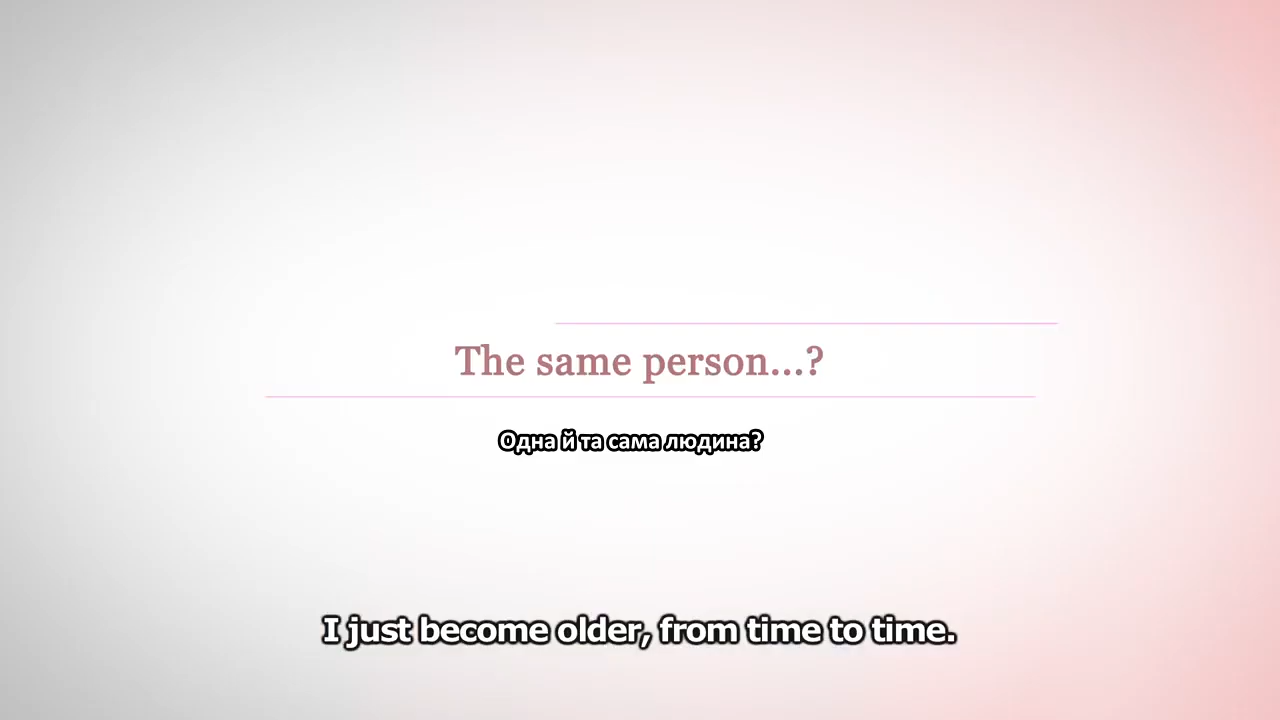 The same person...?
Одна й та сама людина?
I just become older, from time to time.